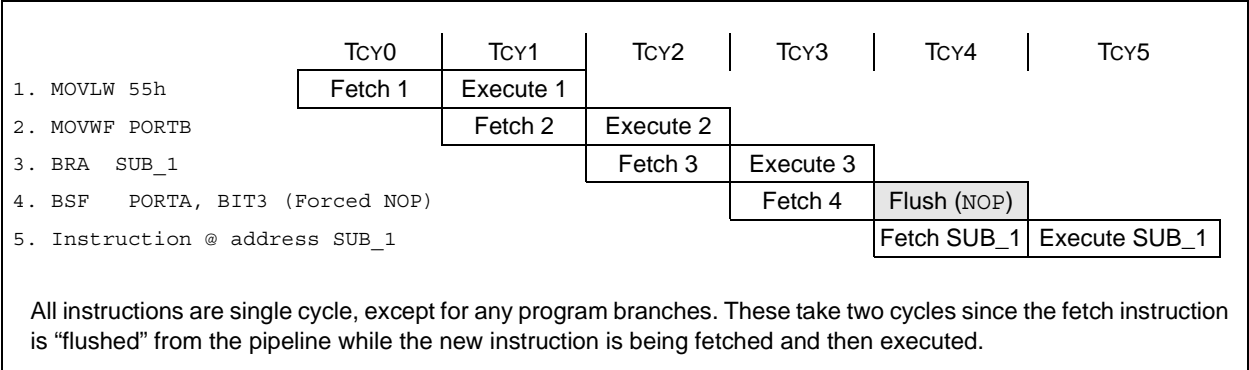 TCY0 TCY1 TCY2 TCY3 TCY4 TCY5
1. MOVLW 55h Fetch 1 Execute 1
2. MOVWF PORTB Fetch 2 Execute 2
3. BRA SUB_1 Fetch 3 Execute 3
4. BSF PORTA, BIT3 (Forced NOP) Fetch 4 Flush (NOP)
5. Instruction @ address SUB_1 Fetch SUB_1 Execute SUB_1
All instructions are single cycle, except for any program branches. These take two cycles since the fetch instruction
is “flushed” from the pipeline while the new instruction is being fetched and then executed.